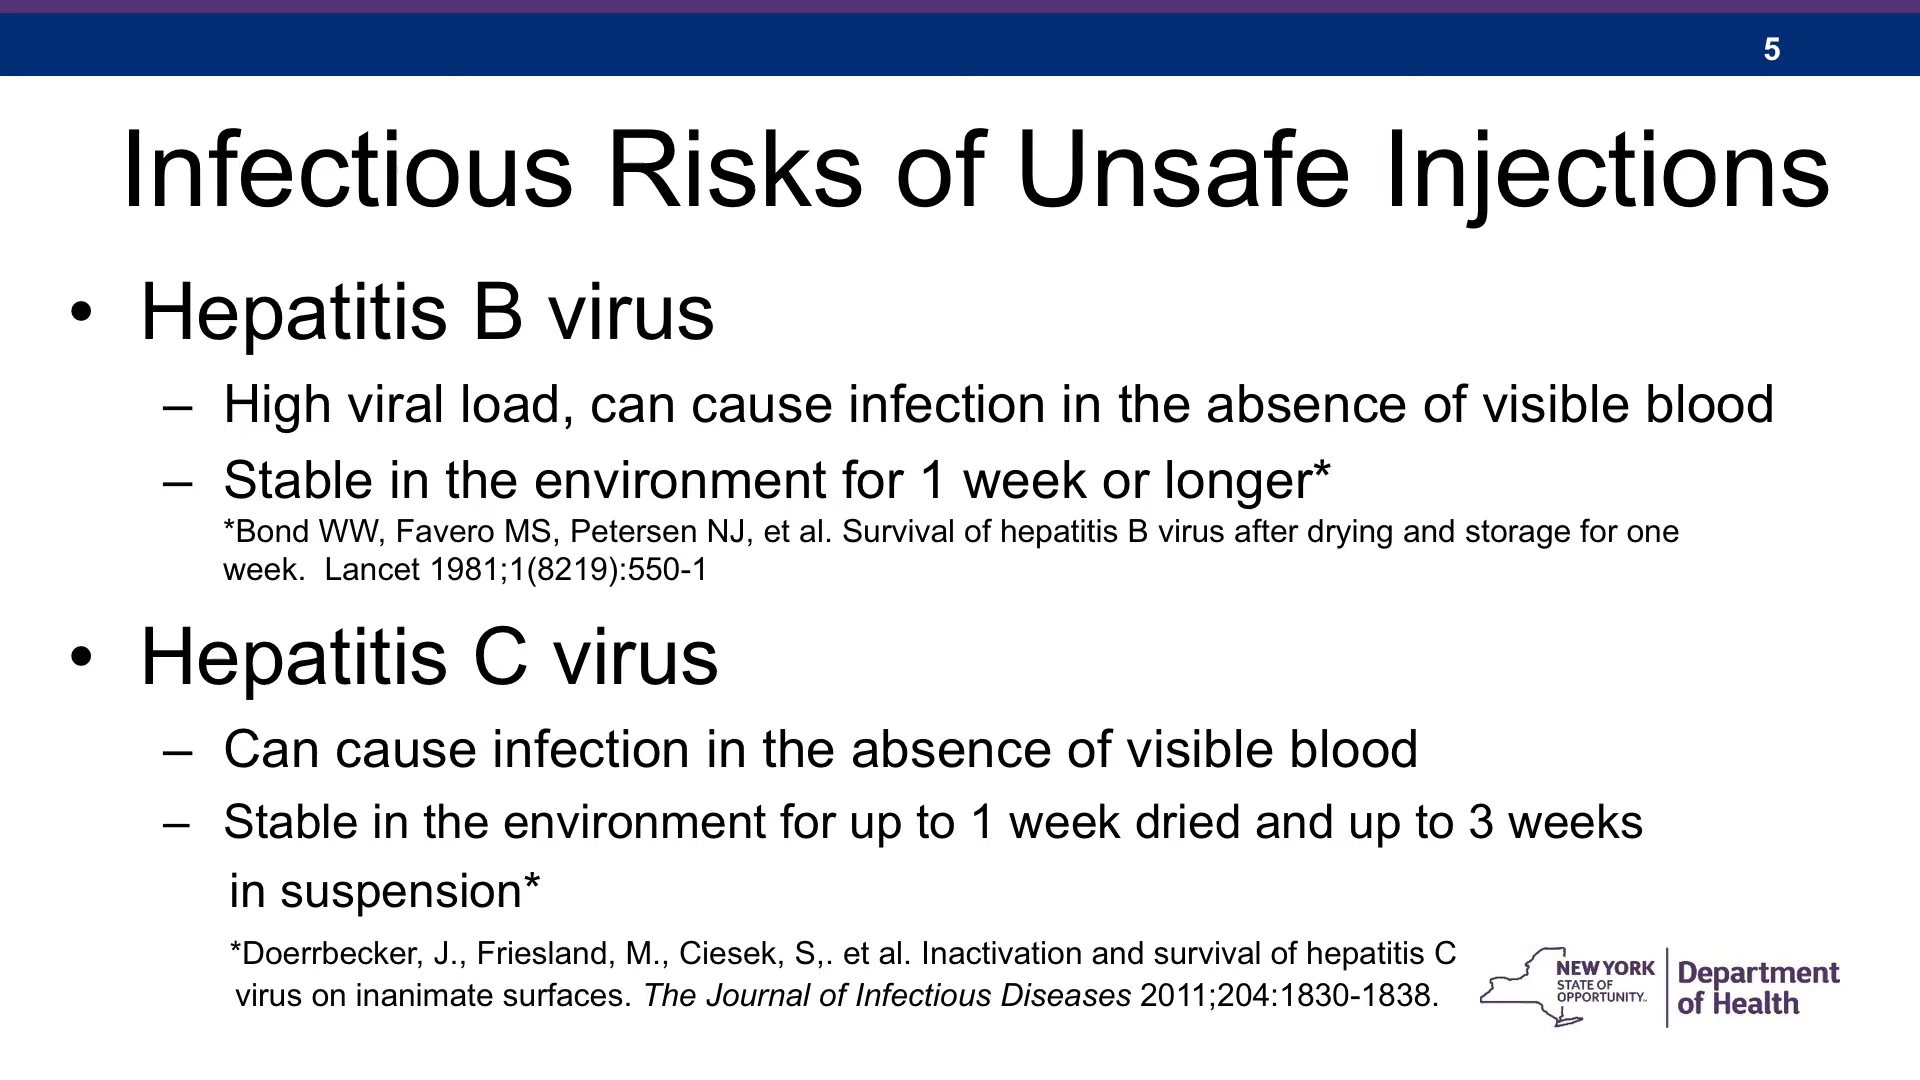 5
Infectious Risks of Unsafe Injections
• Hepatitis B virus
– High viral load, can cause infection in the absence of visible blood
– Stable in the environment for 1 week or longer*
*Bond WW, Favero MS, Petersen NJ, et al. Survival of hepatitis B virus after drying and storage for one
week.  Lancet 1981;1(8219):550-1
• Hepatitis C virus
– Can cause infection in the absence of visible blood
– Stable in the environment for up to 1 week dried and up to 3 weeks
in suspension*
*Doerrbecker, J., Friesland, M., Ciesek, S,. et al. Inactivation and survival of hepatitis C
virus on inanimate surfaces. The Journal of Infectious Diseases 2011;204:1830-1838.
NEW YORK
STATE OF
OPPORTUNITY.
Department
of Health